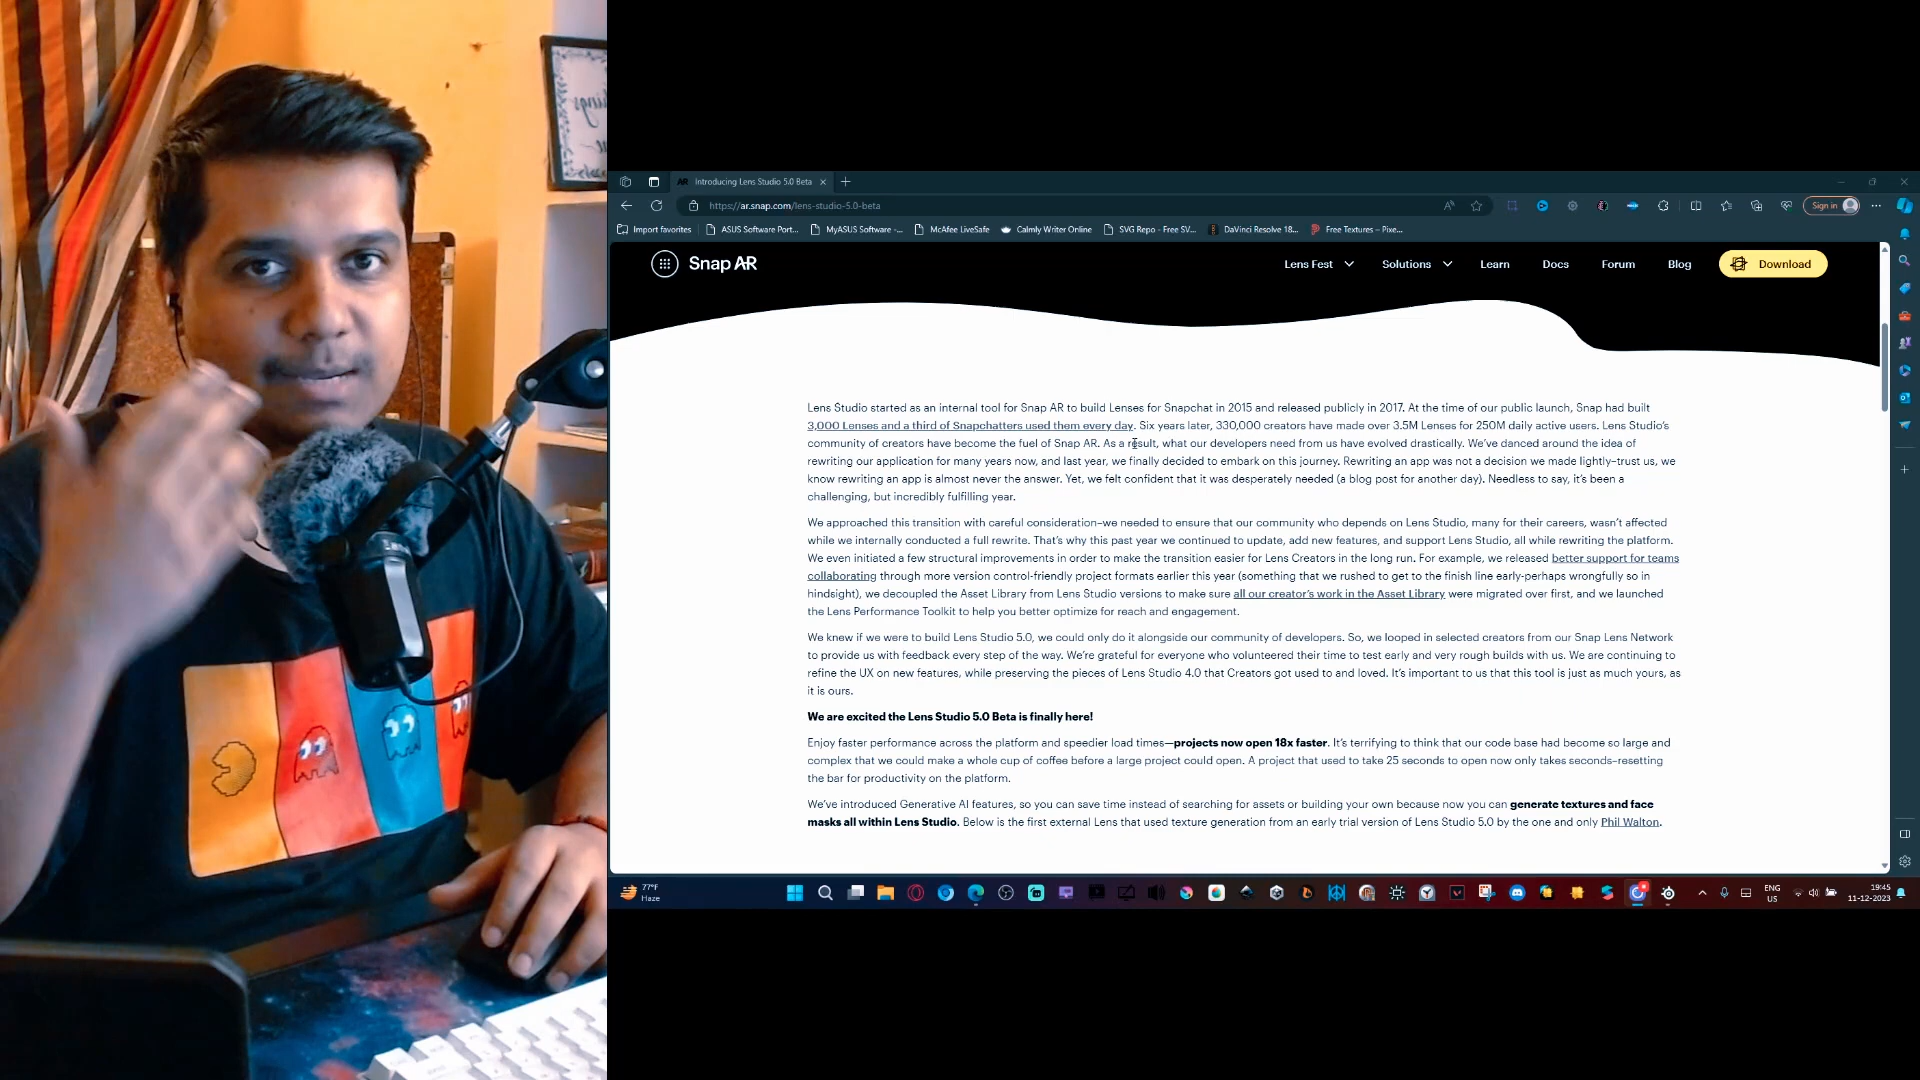 Introducing Lens Studio 5.0 Beta
https://ar.snap.com/lens-studio-5.0-beta
Sign in
Import favorites
ASUS Software Port...
MyASUS Software -...
McAfee LiveSafe
Calmly Writer Online
SVG Repo - Free SV...
DaVinci Resolve 18...
Free Textures – Pixe...
Snap AR
Lens Fest
Solutions
Learn
Docs
Forum
Blog
Download
Lens Studio started as an internal tool for Snap AR to build Lenses for Snapchat in 2015 and released publicly in 2017. At the time of our public launch, Snap had built
3,000 Lenses and a third of Snapchatters used them every day. Six years later, 330,000 creators have made over 3.5M Lenses for 250M daily active users. Lens Studio's
community of creators have become the fuel of Snap AR. As a result, what our developers need from us have evolved drastically. We've danced around the idea of
rewriting our application for many years now, and last year, we finally decided to embark on this journey. Rewriting an app was not a decision we made lightly–trust us, we
know rewriting an app is almost never the answer. Yet, we felt confident that it was desperately needed (a blog post for another day). Needless to say, it's been a
challenging, but incredibly fulfilling year.
We approached this transition with careful consideration–we needed to ensure that our community who depends on Lens Studio, many for their careers, wasn't affected
while we internally conducted a full rewrite. That's why this past year we continued to update, add new features, and support Lens Studio, all while rewriting the platform.
We even initiated a few structural improvements in order to make the transition easier for Lens Creators in the long run. For example, we released better support for teams
collaborating through more version control-friendly project formats earlier this year (something that we rushed to get to the finish line early-perhaps wrongfully so in
hindsight), we decoupled the Asset Library from Lens Studio versions to make sure all our creator's work in the Asset Library were migrated over first, and we launched
the Lens Performance Toolkit to help you better optimize for reach and engagement.
We knew if we were to build Lens Studio 5.0, we could only do it alongside our community of developers. So, we looped in selected creators from our Snap Lens Network
to provide us with feedback every step of the way. We're grateful for everyone who volunteered their time to test early and very rough builds with us. We are continuing to
refine the UX on new features, while preserving the pieces of Lens Studio 4.0 that Creators got used to and loved. It's important to us that this tool is just as much yours, as
it is ours.
We are excited the Lens Studio 5.0 Beta is finally here!
Enjoy faster performance across the platform and speedier load times—projects now open 18x faster. It's terrifying to think that our code base had become so large and
complex that we could make a whole cup of coffee before a large project could open. A project that used to take 25 seconds to open now only takes seconds–resetting
the bar for productivity on the platform.
We've introduced Generative AI features, so you can save time instead of searching for assets or building your own because now you can generate textures and face
masks all within Lens Studio. Below is the first external Lens that used texture generation from an early trial version of Lens Studio 5.0 by the one and only Phil Walton.
77°F
Haze
ENG
US
19:45
11-12-2023